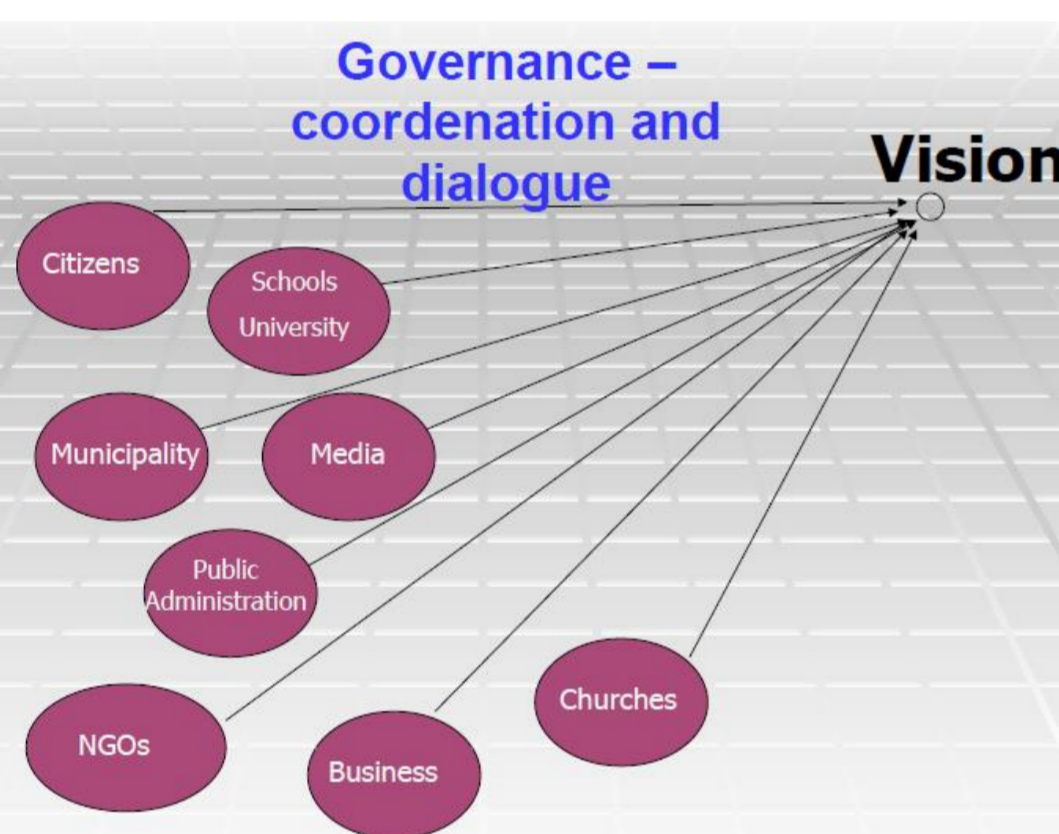 Governance –
coordenation and
dialogue
Vision
Citizens
Schools
University
Municipality
Media
Public
Administration
NGOs
Business
Churches